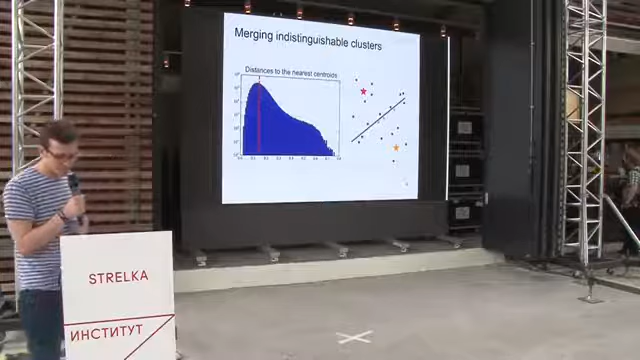 Merging indistinguishable clusters
Distances to the nearest centroids
STRELKA
ИНСТИТУТ